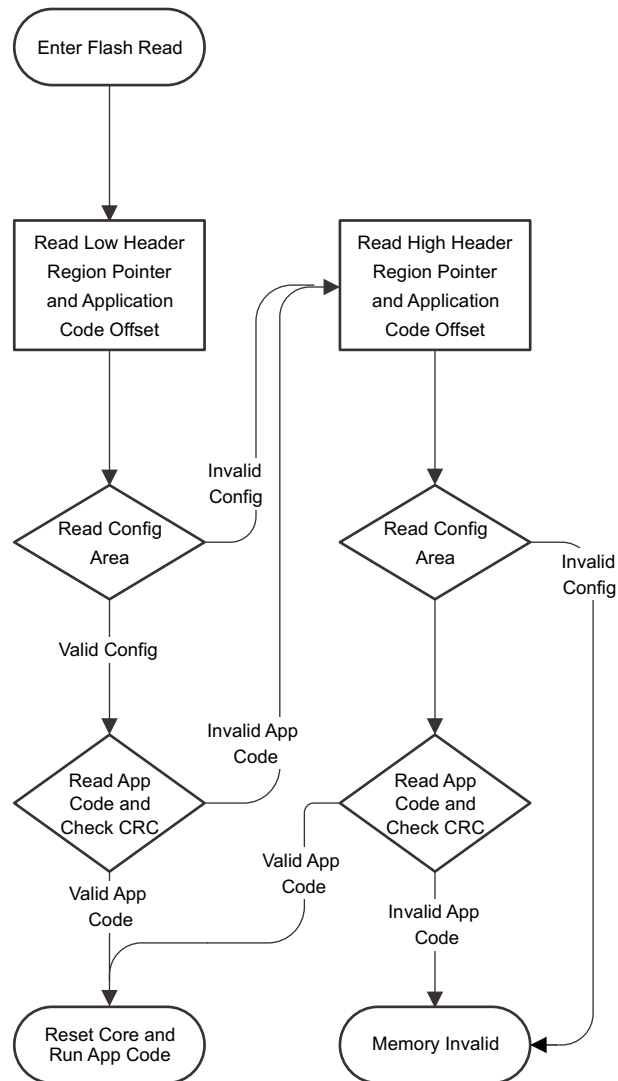 Enter Flash Read
Read Low Header
Region Pointer
and Application
Code Offset
Read High Header
Region Pointer
and Application
Code Offset
Invalid
Config
Read Config
Area
Read Config
Area
Invalid
Config
Valid Config
Invalid App
Code
Read App
Code and
Check CRC
Read App
Code and
Check CRC
Valid App
Code
Valid App
Code
Invalid App
Code
Reset Core and
Run App Code
Memory Invalid